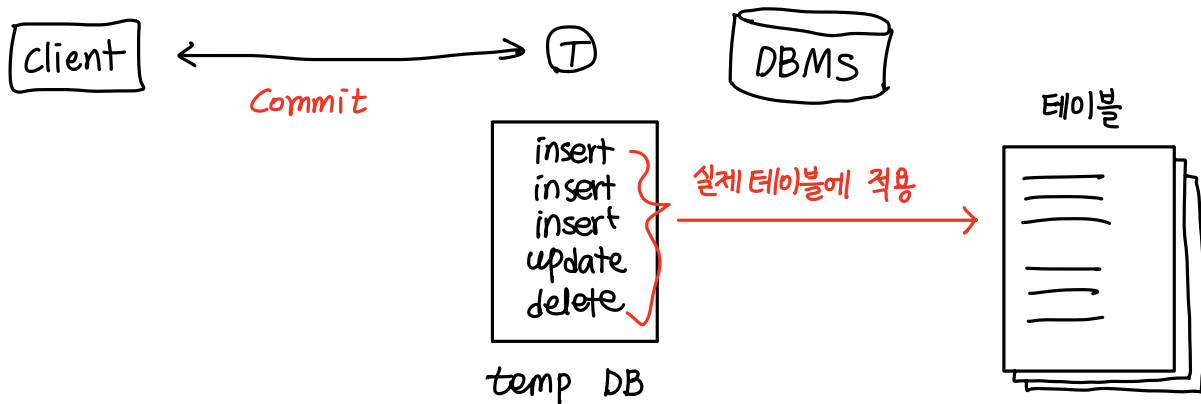 Client
T
DBMS
Commit
테이블
insert
insert
insert
update
delete
실제 테이블에 적용
temp DB